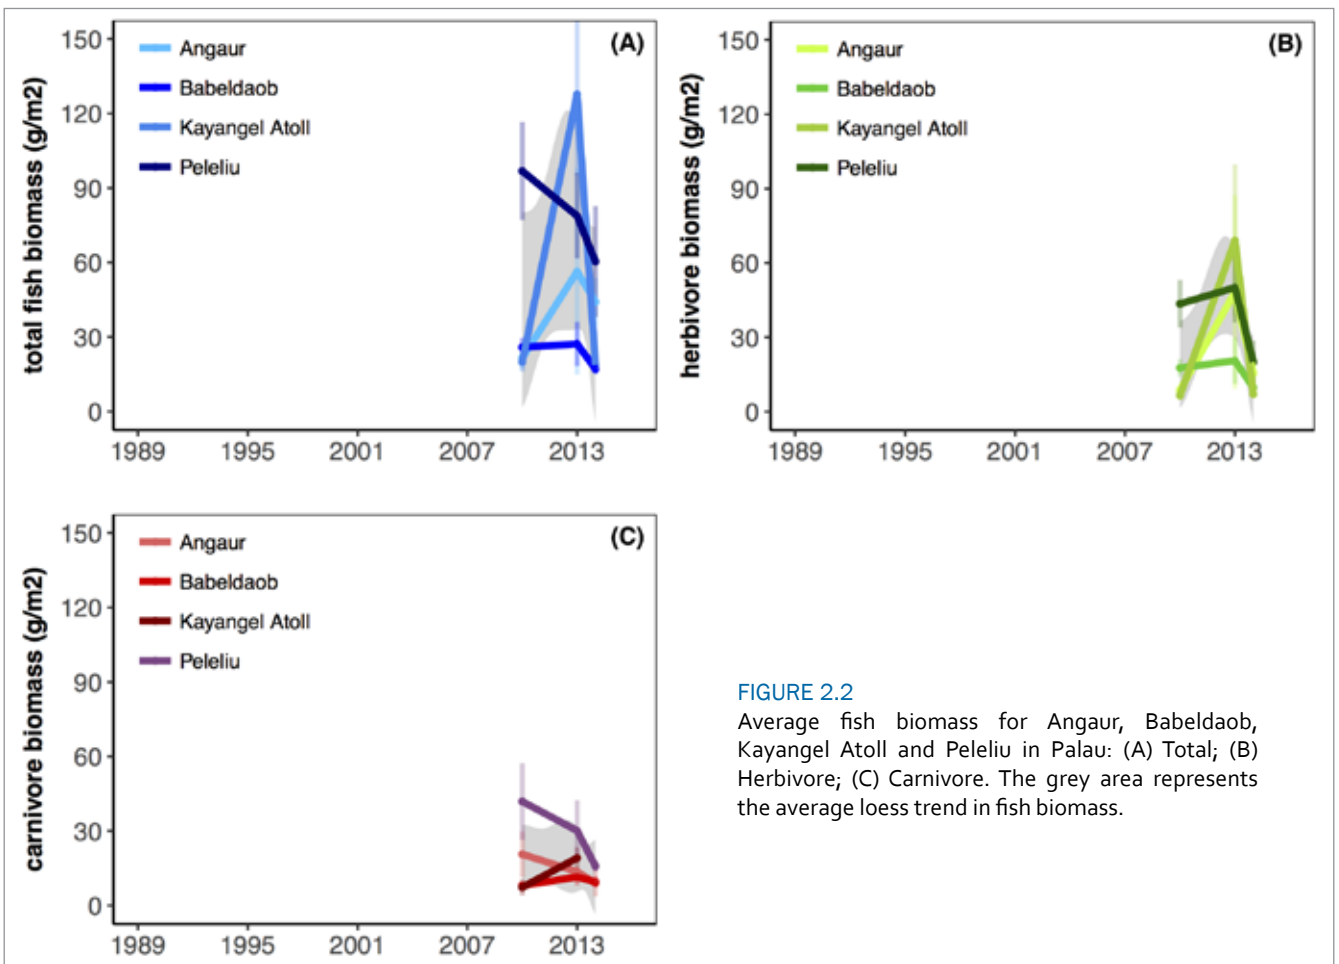 (A)
total fish biomass (g/m2)
150
120
90
60
30
0
Angaur
Babeldaob
Kayangel Atoll
Peleliu
1989 1995 2001 2007 2013
(B)
herbivore biomass (g/m2)
150
120
90
60
30
0
Angaur
Babeldaob
Kayangel Atoll
Peleliu
1989 1995 2001 2007 2013
(C)
carnivore biomass (g/m2)
150
120
90
60
30
0
Angaur
Babeldaob
Kayangel Atoll
Peleliu
1989 1995 2001 2007 2013
FIGURE 2.2
Average fish biomass for Angaur, Babeldaob,
Kayangel Atoll and Peleliu in Palau: (A) Total; (B)
Herbivore; (C) Carnivore. The grey area represents
the average loess trend in fish biomass.